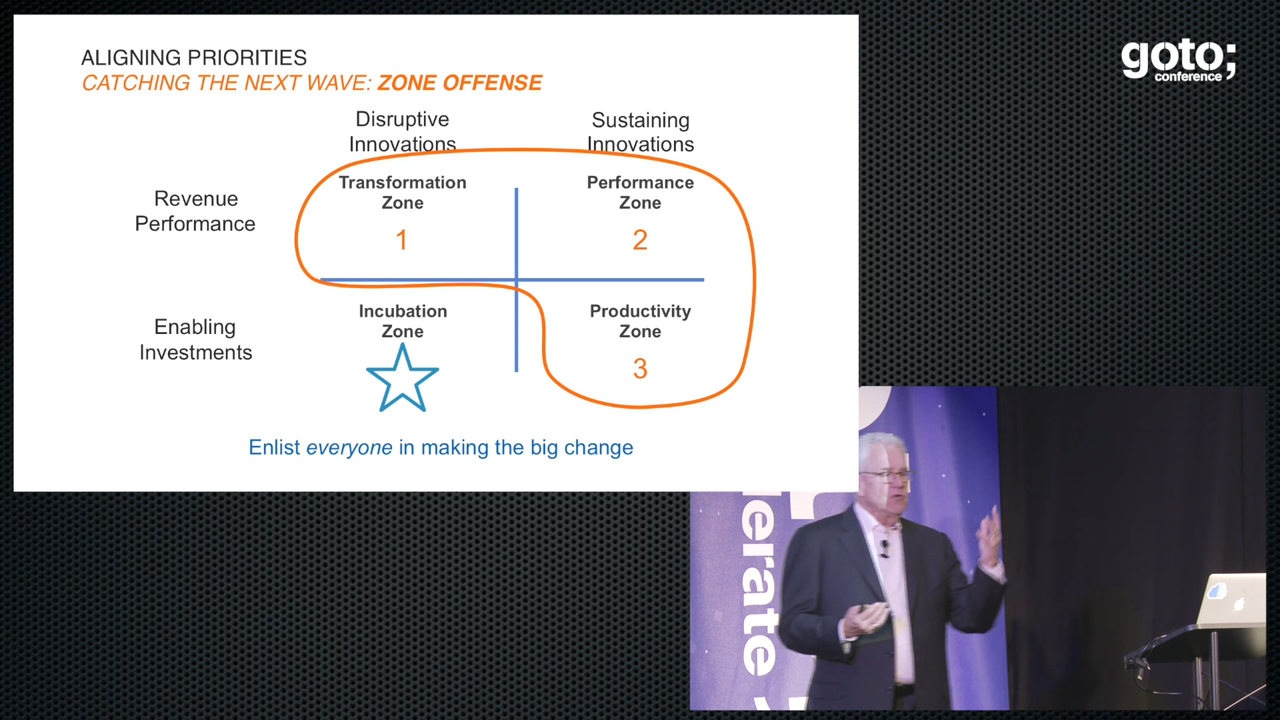 ALIGNING PRIORITIES
CATCHING THE NEXT WAVE: ZONE OFFENSE
Disruptive
Innovations
Sustaining
Innovations
Revenue
Performance
Transformation
Zone
1
Performance
Zone
2
Enabling
Investments
Incubation
Zone
Productivity
Zone
3
Enlist everyone in making the big change
goto;
conference
lerate